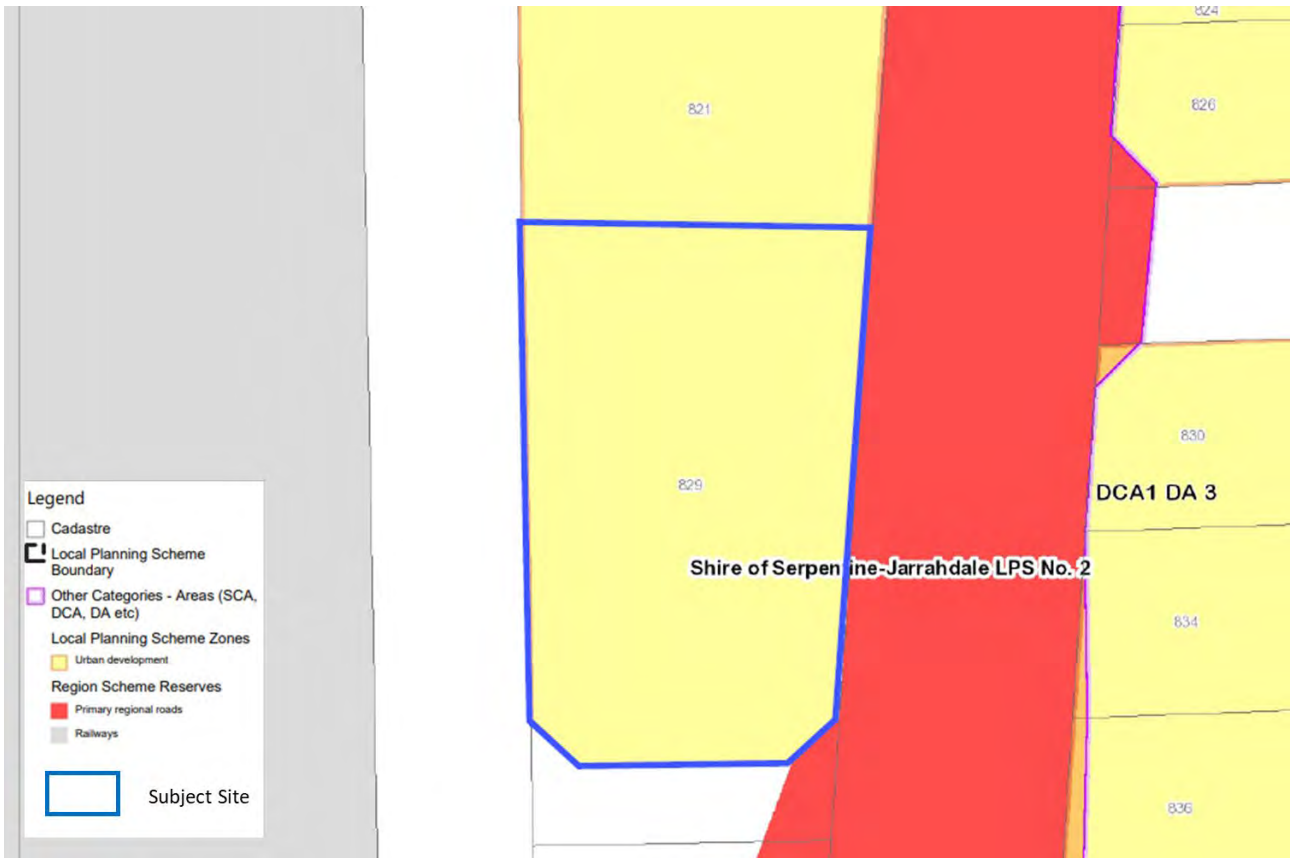 824
821
826
829
830
DCA1 DA 3
Shire of Serpentine-Jarrahdale LPS No. 2
834
836
Legend
Cadastre
Local Planning Scheme
Boundary
Other Categories - Areas (SCA,
DCA, DA etc)
Local Planning Scheme Zones
Urban development
Region Scheme Reserves
Primary regional roads
Railways
Subject Site